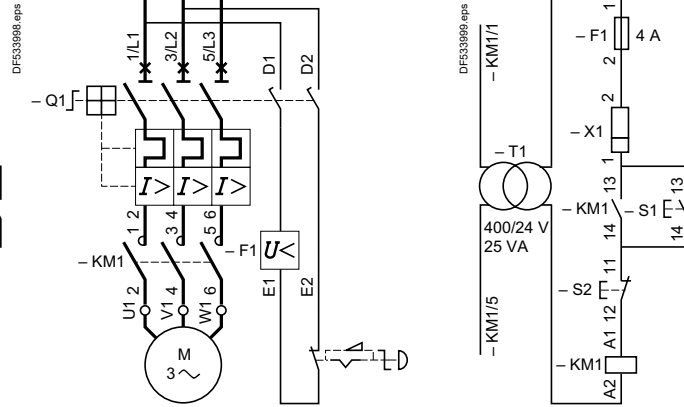 DF533998.eps
1/L1
3/L2
5/L3
D1
D2
– Q1
I>
I>
I>
2
4
6
1
3
5
– F1
U<
– KM1
E1
E2
2
4
6
U1
V1
W1
M
3
DF533999.eps
– KM1/1
1
– F1
4 A
2
2
– X1
1
– T1
13
13
– KM1
– S1
14
14
400/24 V
25 VA
11
– S2
12
– KM1/5
A1
– KM1
A2